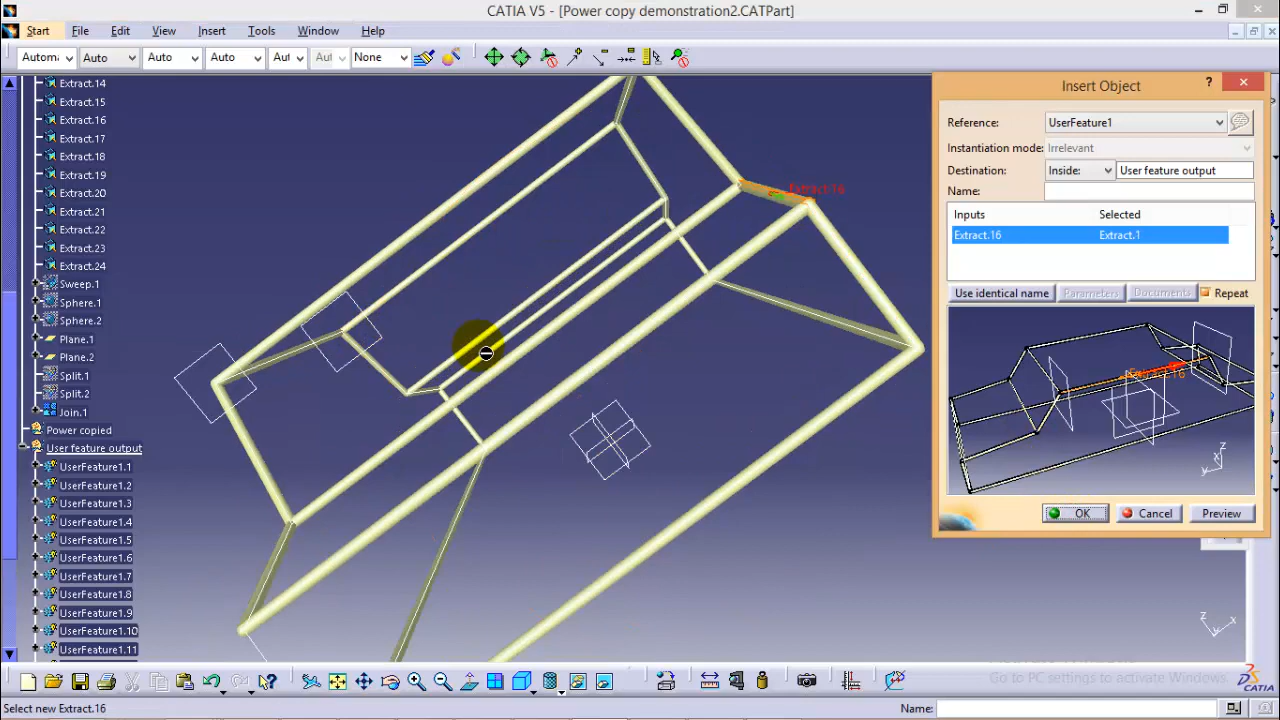 CATIA V5 - [Power copy demonstration2.CATPart]
Start File Edit View Insert Tools Window Help
Auto Auto Auto Aut None
Extract.14
Extract.15
Extract.16
Extract.17
Extract.18
Extract.19
Extract.20
Extract.21
Extract.22
Extract.23
Extract.24
Sweep.1
Sphere.1
Sphere.2
Plane.1
Plane.2
Split.1
Split.2
Join.1
Power copied
User feature output
UserFeature1.1
UserFeature1.2
UserFeature1.3
UserFeature1.4
UserFeature1.5
UserFeature1.6
UserFeature1.7
UserFeature1.8
UserFeature1.9
UserFeature1.10
UserFeature1.11
Extract.16
Insert Object
?
Reference: UserFeature1
Instantiation mode: Irrelevant
Destination: Inside: User feature output
Name:
Inputs Selected
Extract.16 Extract.1
Use identical name Parameters Documents Repeat
Extract.16
z
x
y
OK Cancel Preview
z
x
y
Go to PC settings to activate Windows.
CATIA
Select new Extract.16
Name: